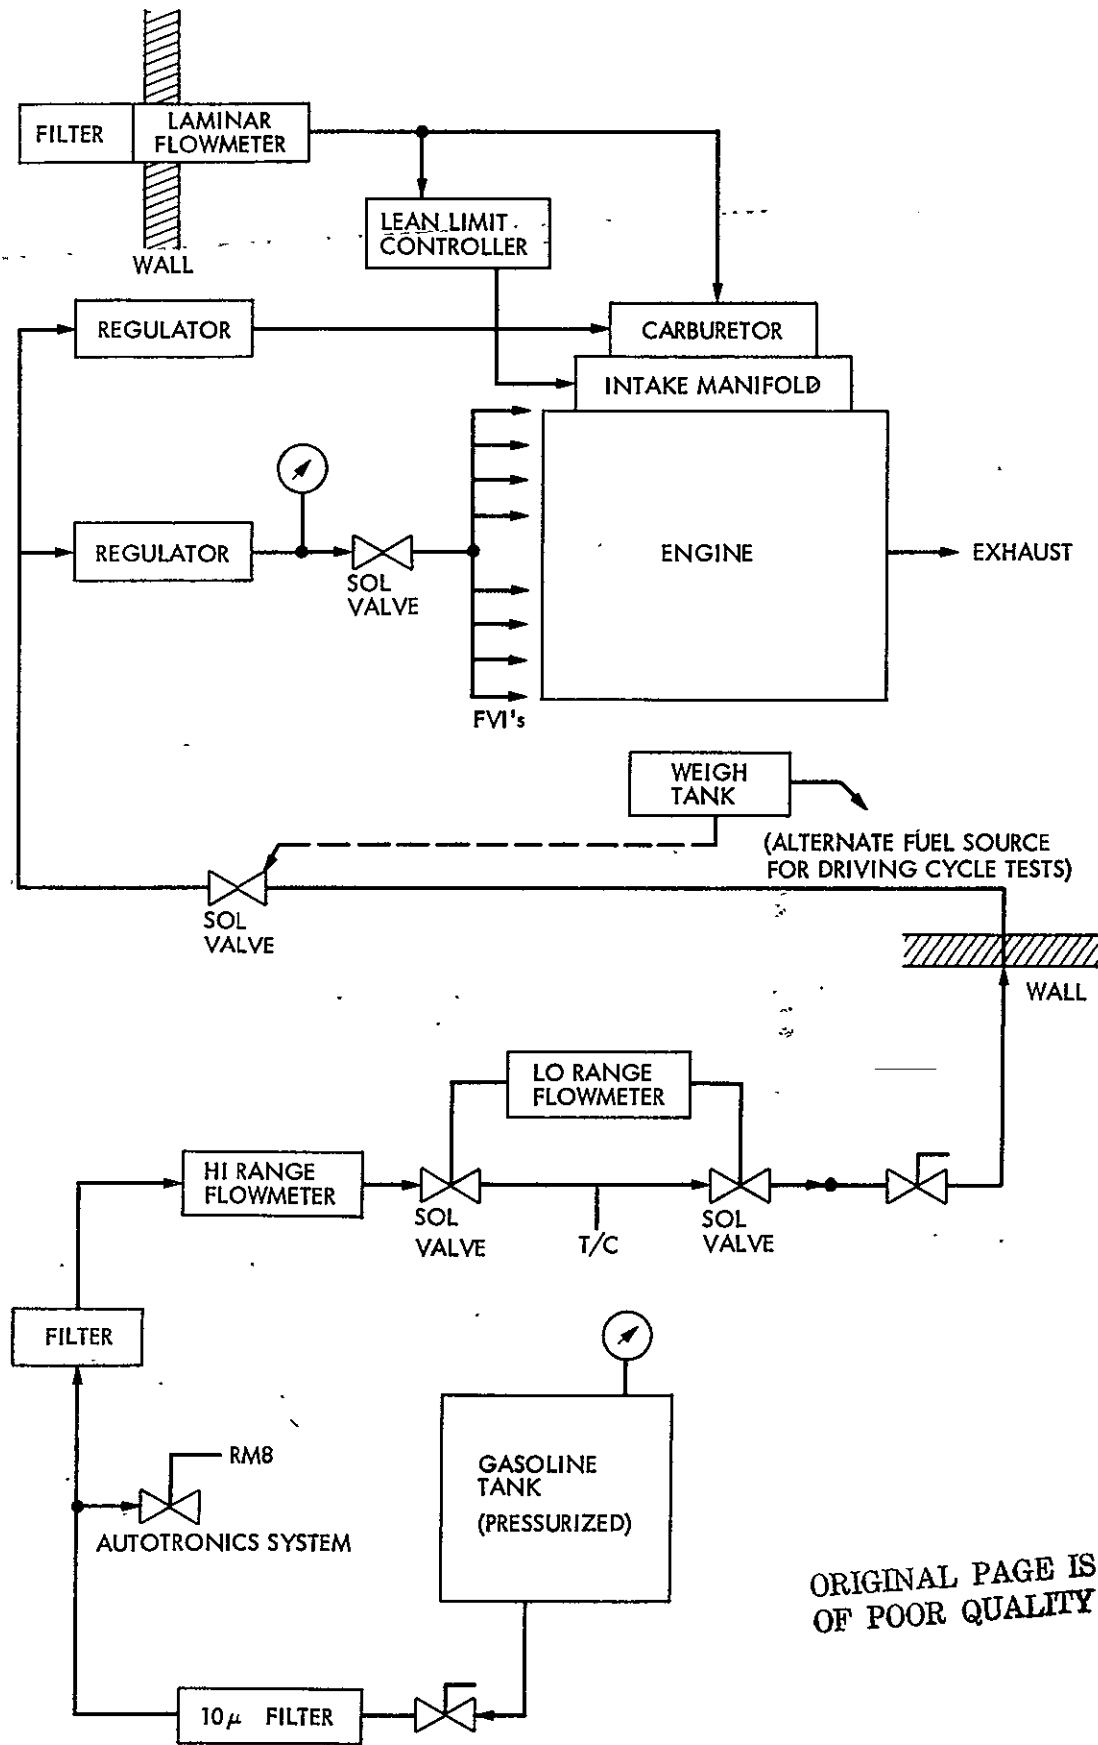 FILTER
LAMINAR
FLOWMETER
WALL
LEAN LIMIT
CONTROLLER
REGULATOR
CARBURETOR
INTAKE MANIFOLD
REGULATOR
SOL
VALVE
ENGINE
EXHAUST
FVI's
WEIGH
TANK
(ALTERNATE FUEL SOURCE
FOR DRIVING CYCLE TESTS)
SOL
VALVE
WALL
LO RANGE
FLOWMETER
HI RANGE
FLOWMETER
SOL
VALVE
T/C
SOL
VALVE
FILTER
RM8
AUTOTRONICS SYSTEM
GASOLINE
TANK
(PRESSURIZED)
10μ FILTER
ORIGINAL PAGE IS
OF POOR QUALITY